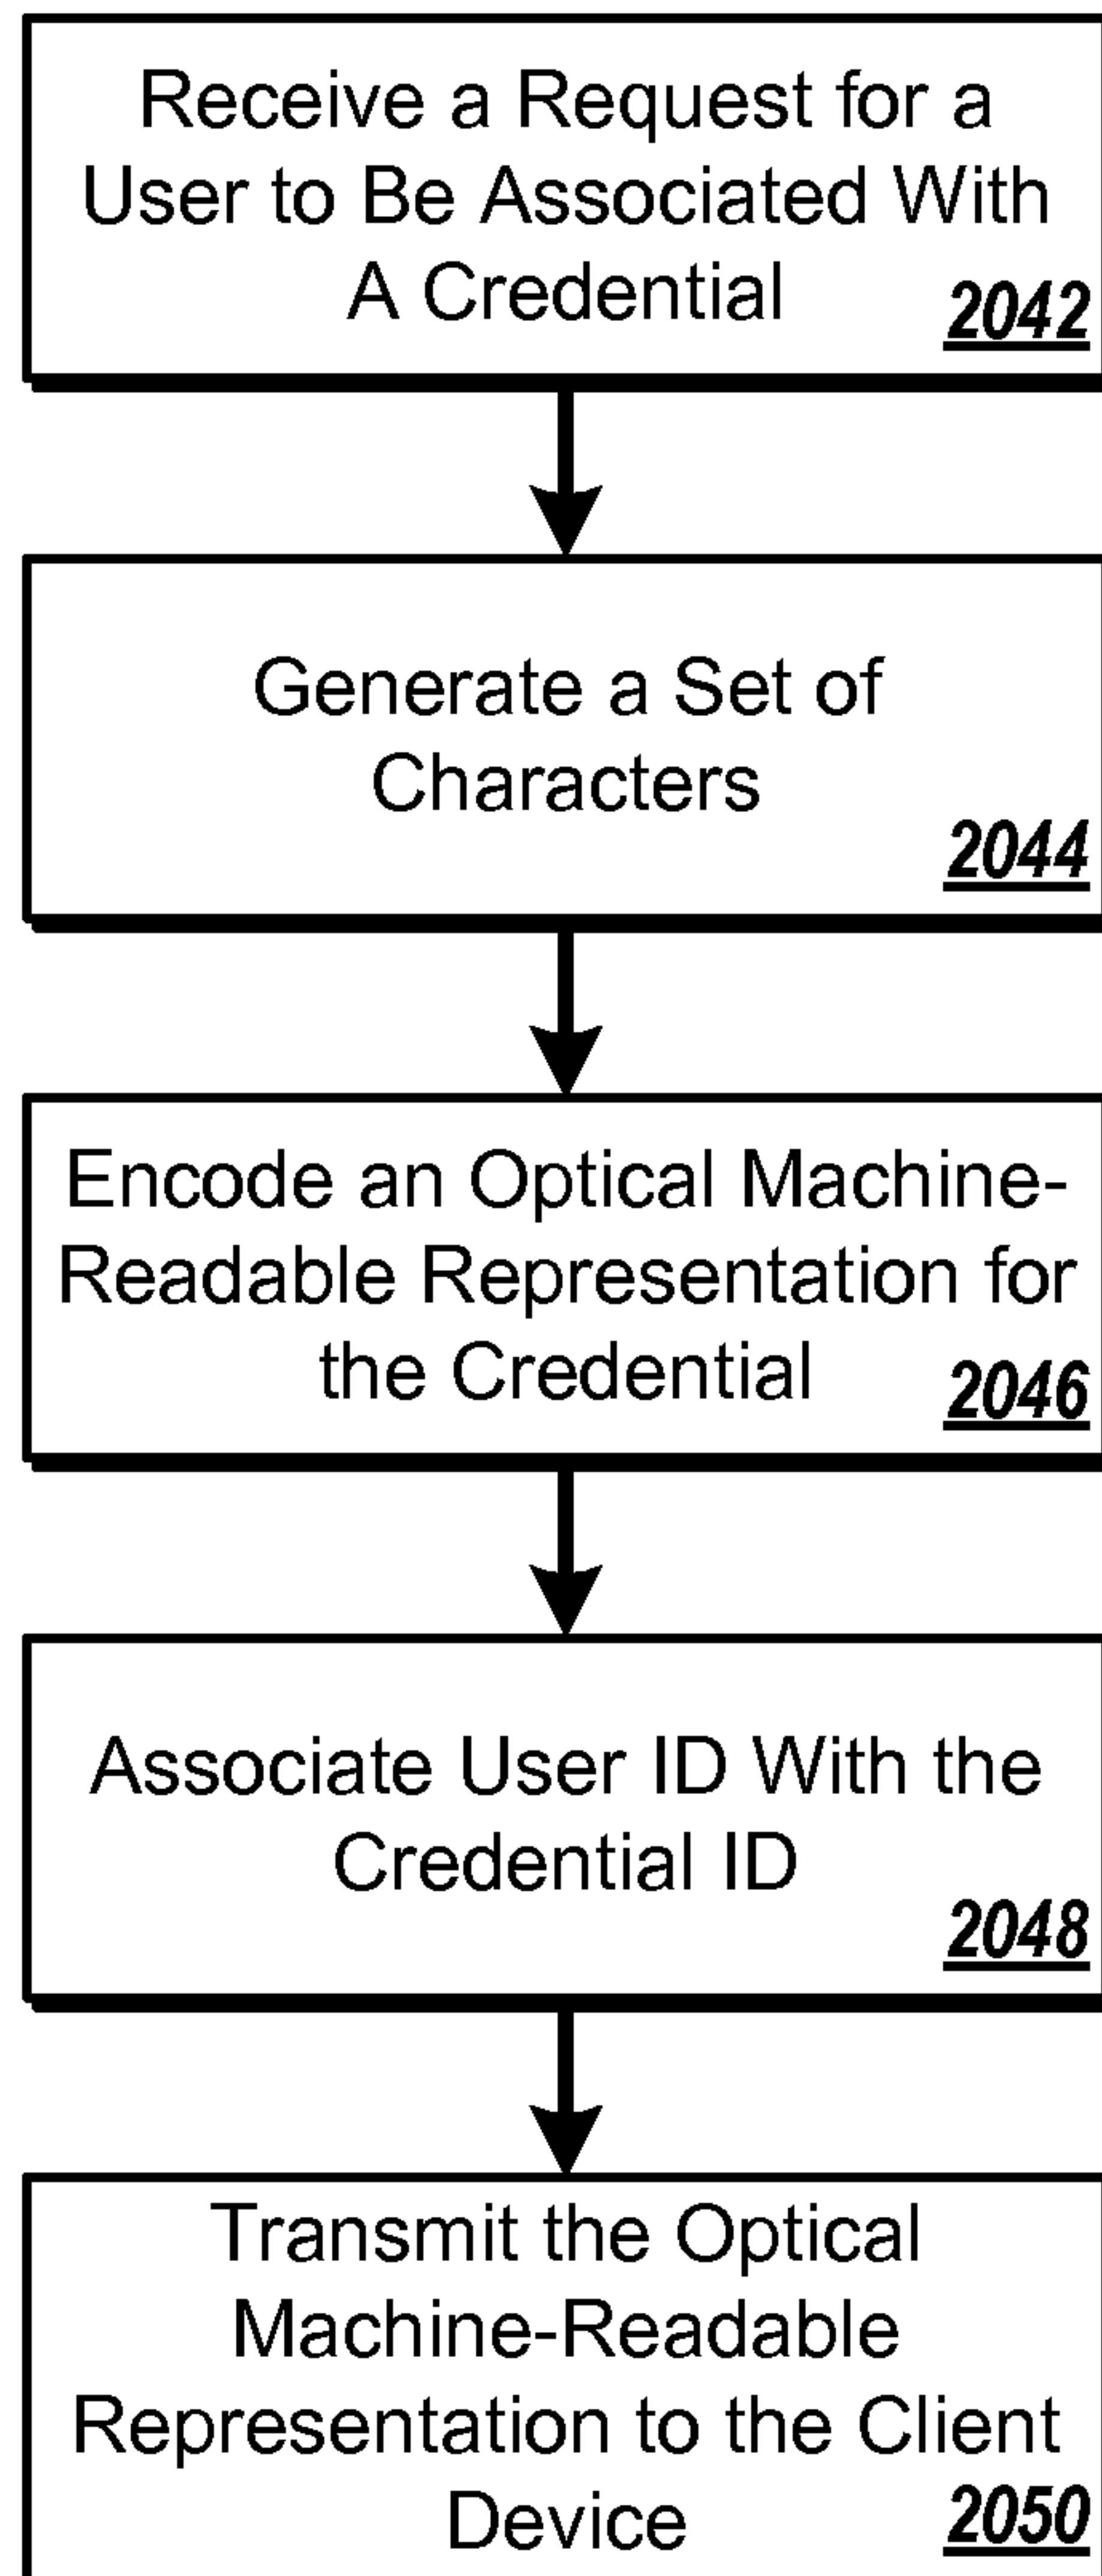 Receive a Request for a
User to Be Associated With
A Credential
2042
Generate a Set of
Characters
2044
Encode an Optical Machine-
Readable Representation for
the Credential
2046
Associate User ID With the
Credential ID
2048
Transmit the Optical
Machine-Readable
Representation to the Client
Device
2050